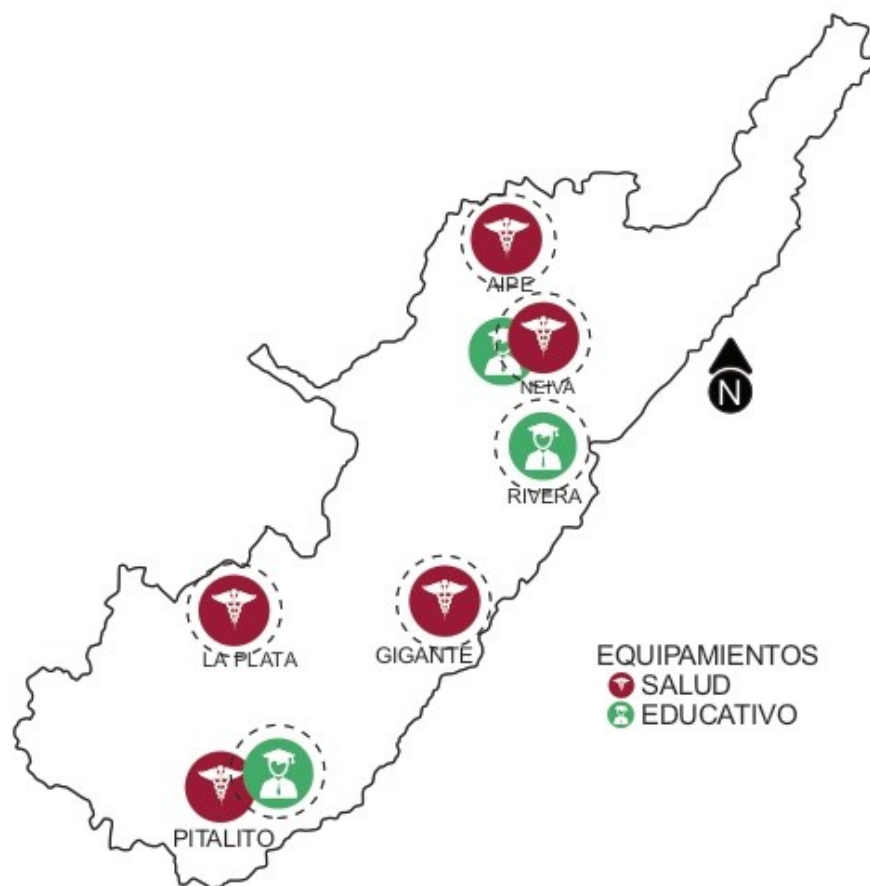 AIPE
NEIVA
N
RIVERA
LA PLATA
GIGANTE
EQUIPAMIENTOS
SALUD
EDUCATIVO
PITALITO